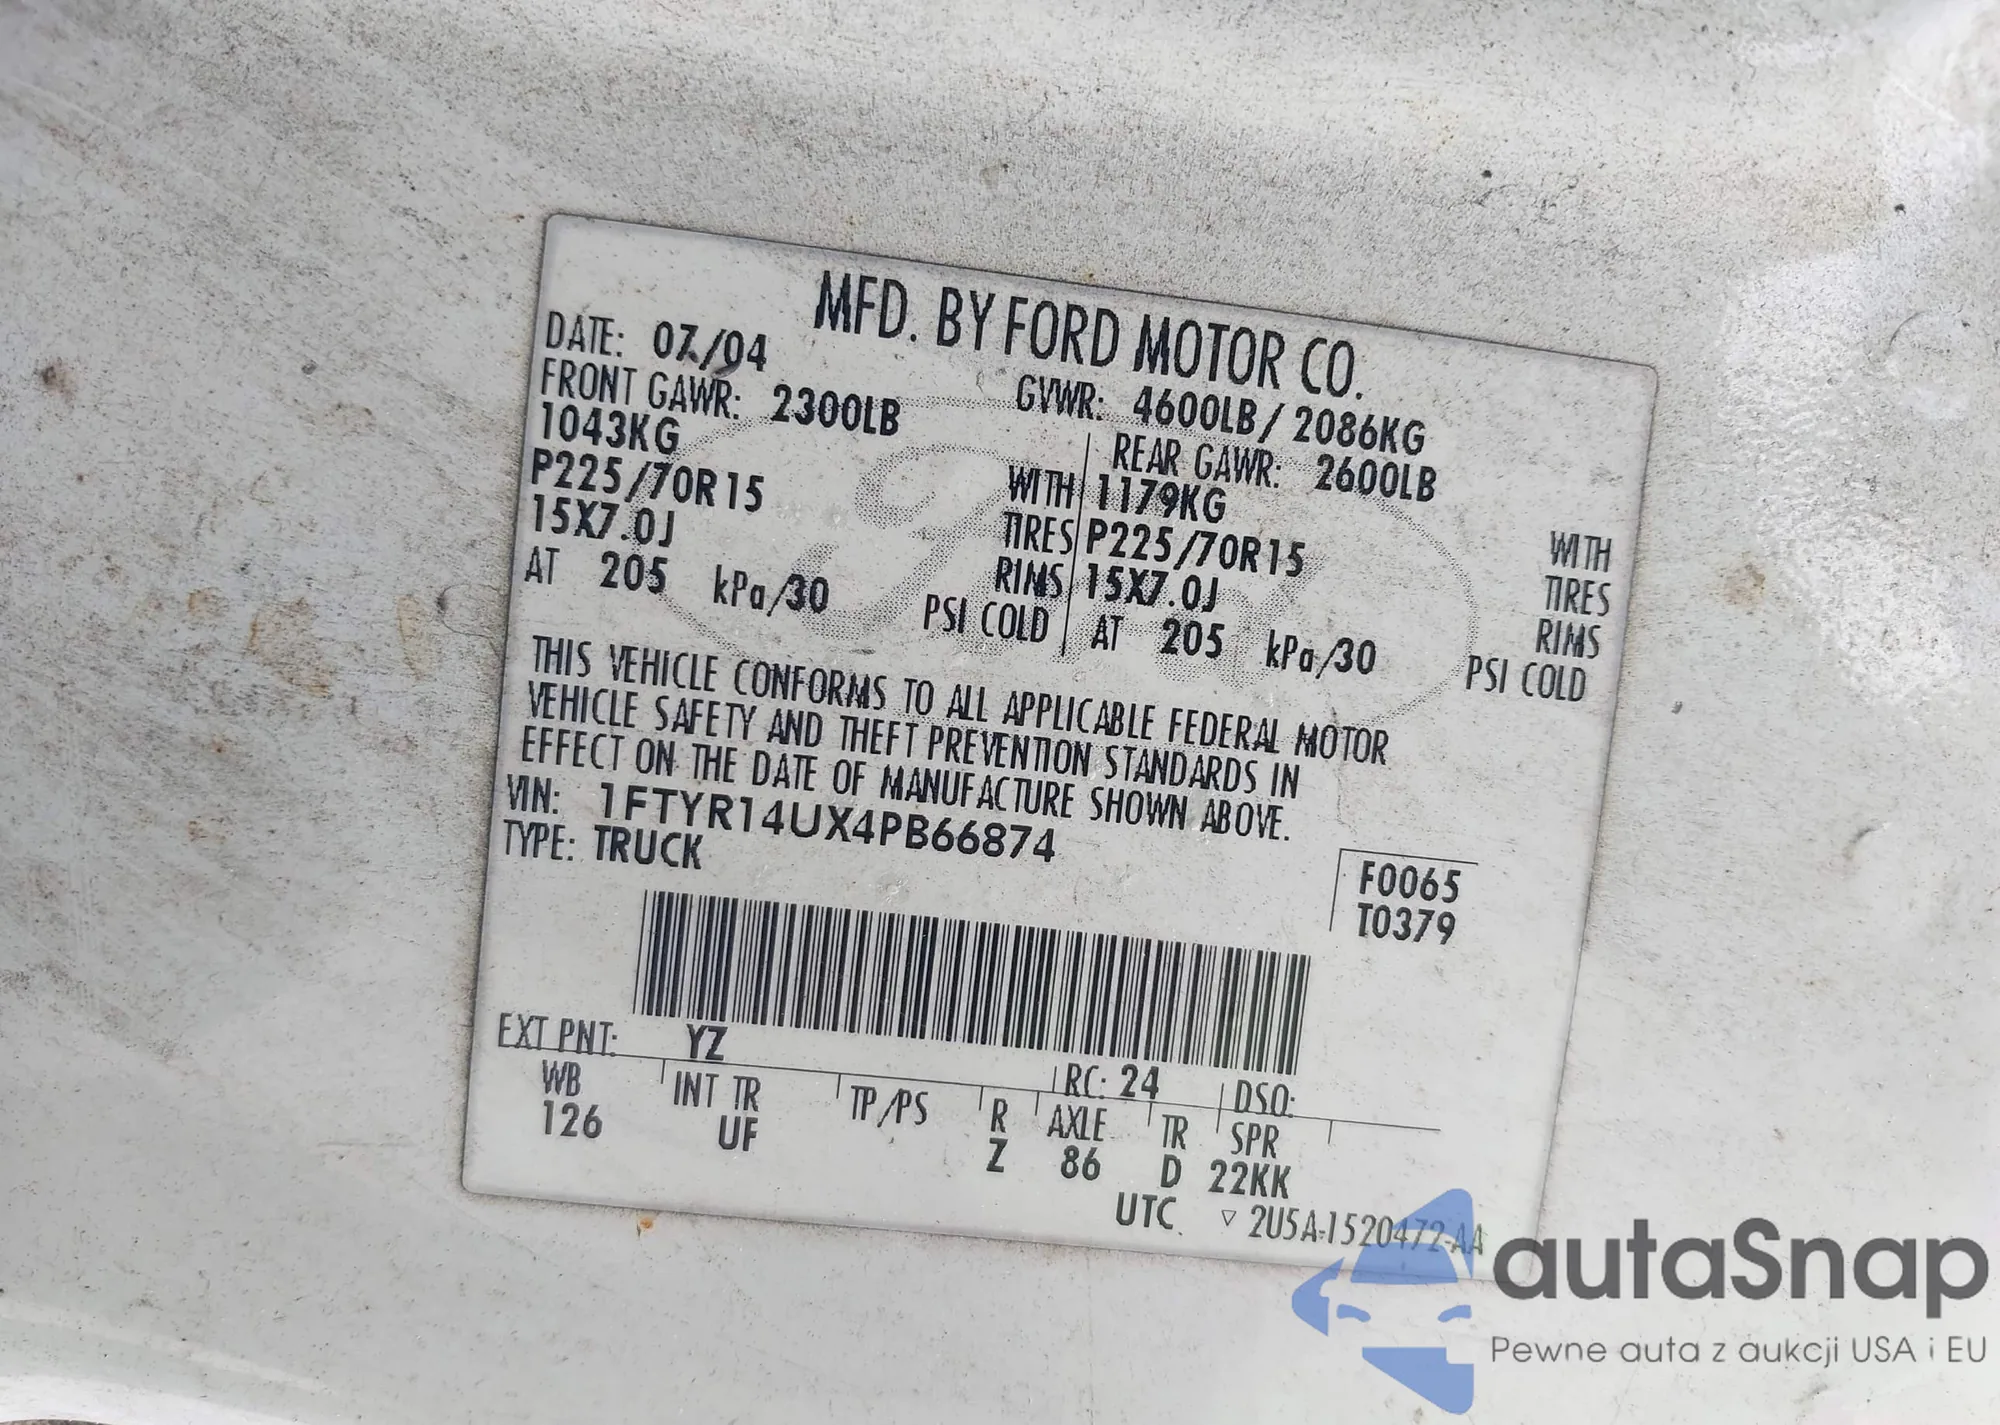 MFD. BY FORD MOTOR CO.
DATE: 07/04
GVWR: 4600LB / 2086KG
FRONT GAWR: 2300LB
REAR GAWR: 2600LB
1043KG WITH
1179KG WITH
P225/70R15 TIRES
P225/70R15 TIRES
15X7.0J RIMS
15X7.0J RIMS
AT 205 kPa/30 PSI COLD
AT 205 kPa/30 PSI COLD
THIS VEHICLE CONFORMS TO ALL APPLICABLE FEDERAL MOTOR
VEHICLE SAFETY AND THEFT PREVENTION STANDARDS IN
EFFECT ON THE DATE OF MANUFACTURE SHOWN ABOVE.
VIN: 1FTYR14UX4PB66874
TYPE: TRUCK
F0065
T0379
EXT PNT: YZ
RC: 24 DSO:
WB INT TR TP/PS R AXLE TR SPR
126 UF Z 86 D 22KK
UTC ▽ 2U5A-1520472-AA
autaSnap
Pewne auta z aukcji USA i EU